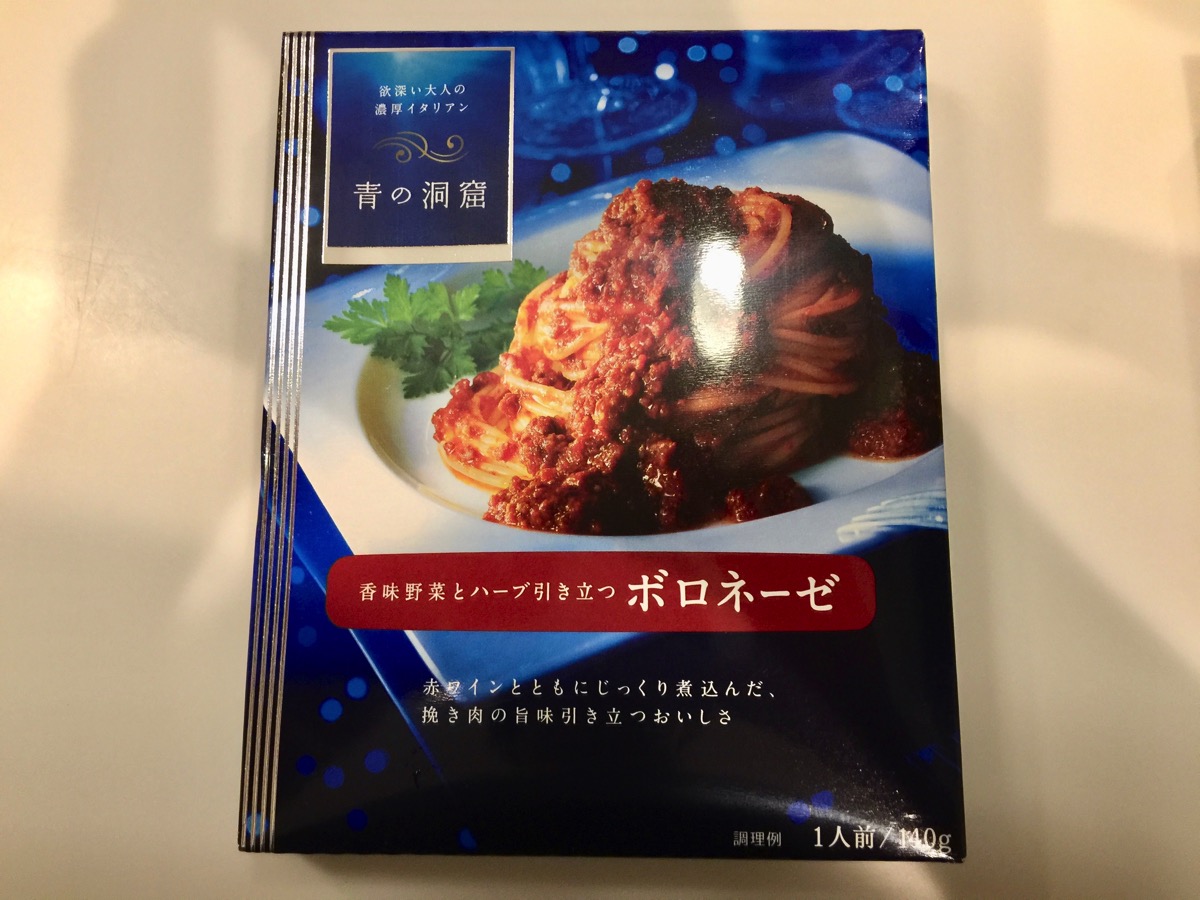 欲深い大人の
濃厚イタリアン
青の洞窟
香味野菜とハーブ引き立つ ボロネーゼ
赤ワインとともにじっくり煮込んだ、
挽き肉の旨味引き立つおいしさ
調理例 1人前/140g